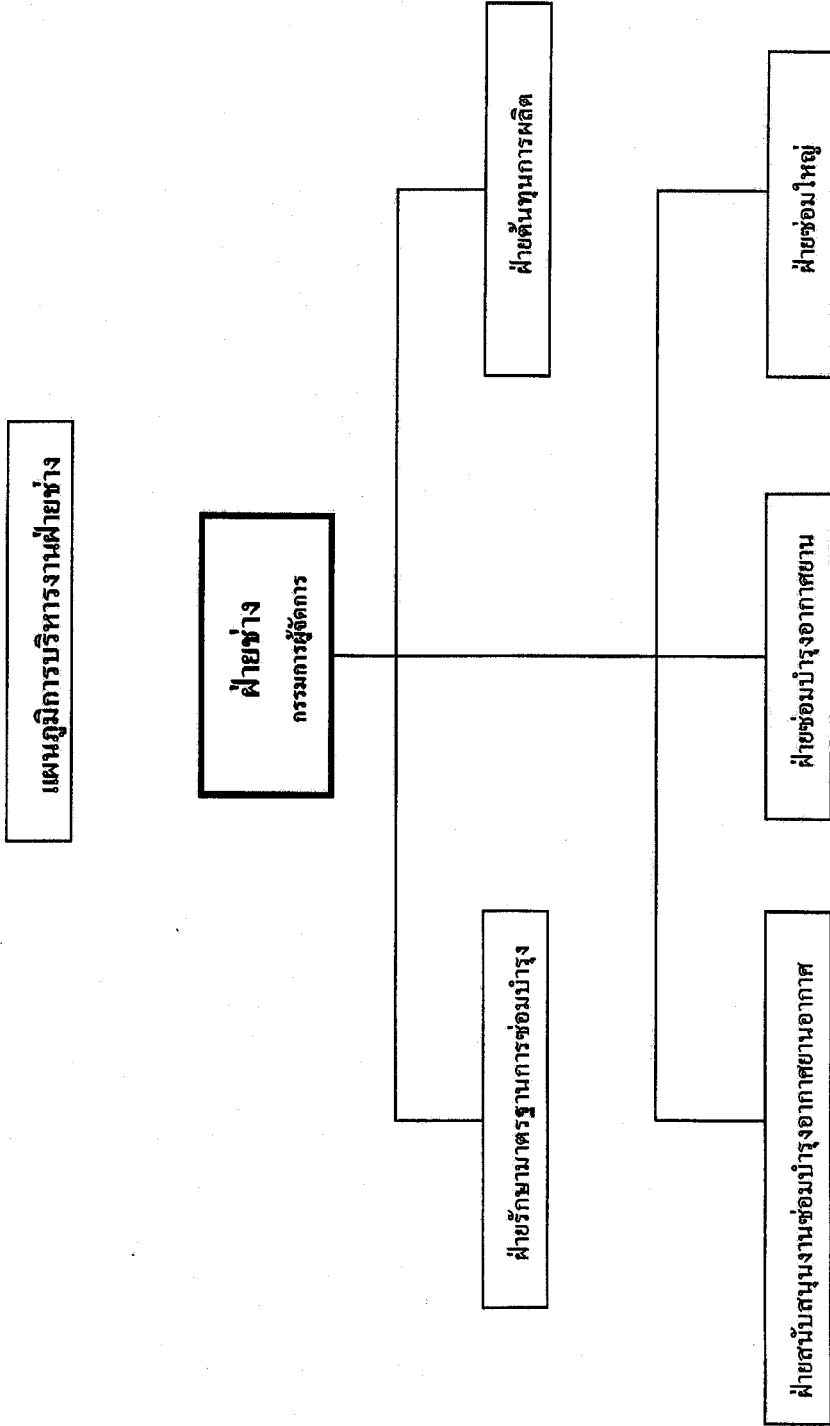 แผนภูมิการบริหารงานฝ่ายช่าง
ฝ่ายช่าง
กรรมการผู้จัดการ
ฝ่ายรักษามาตรฐานการซ่อมบำรุง
ฝ่ายต้นทุนการผลิต
ฝ่ายสนับสนุนงานซ่อมบำรุงอากาศยานอากาศ
ฝ่ายซ่อมบำรุงอากาศยาน
ฝ่ายซ่อมใหญ่